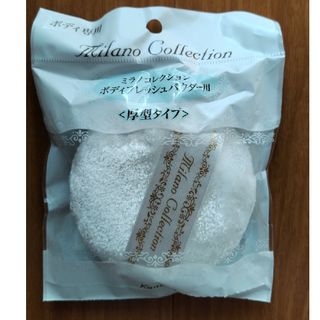 ボディ専用
Milano Collection
ミラノコレクション
ボディフレッシュパウダー用
<厚型タイプ>
Milano Collection